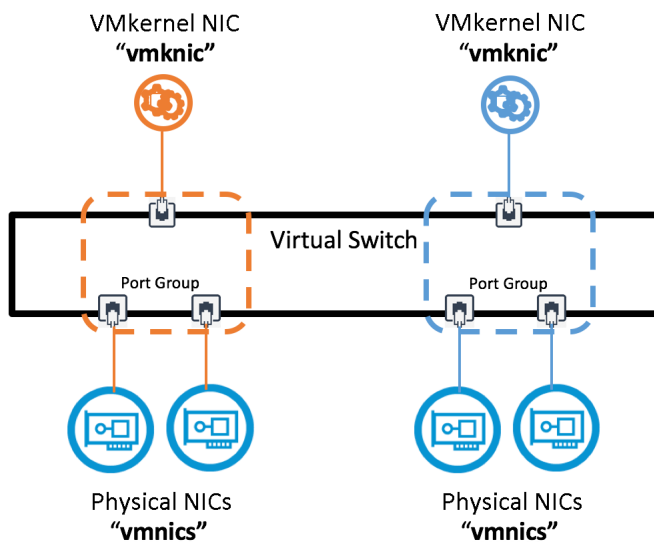 VMkernel NIC
“vmknic”
VMkernel NIC
“vmknic”
Virtual Switch
Port Group
Port Group
Physical NICs
“vmnics”
Physical NICs
“vmnics”